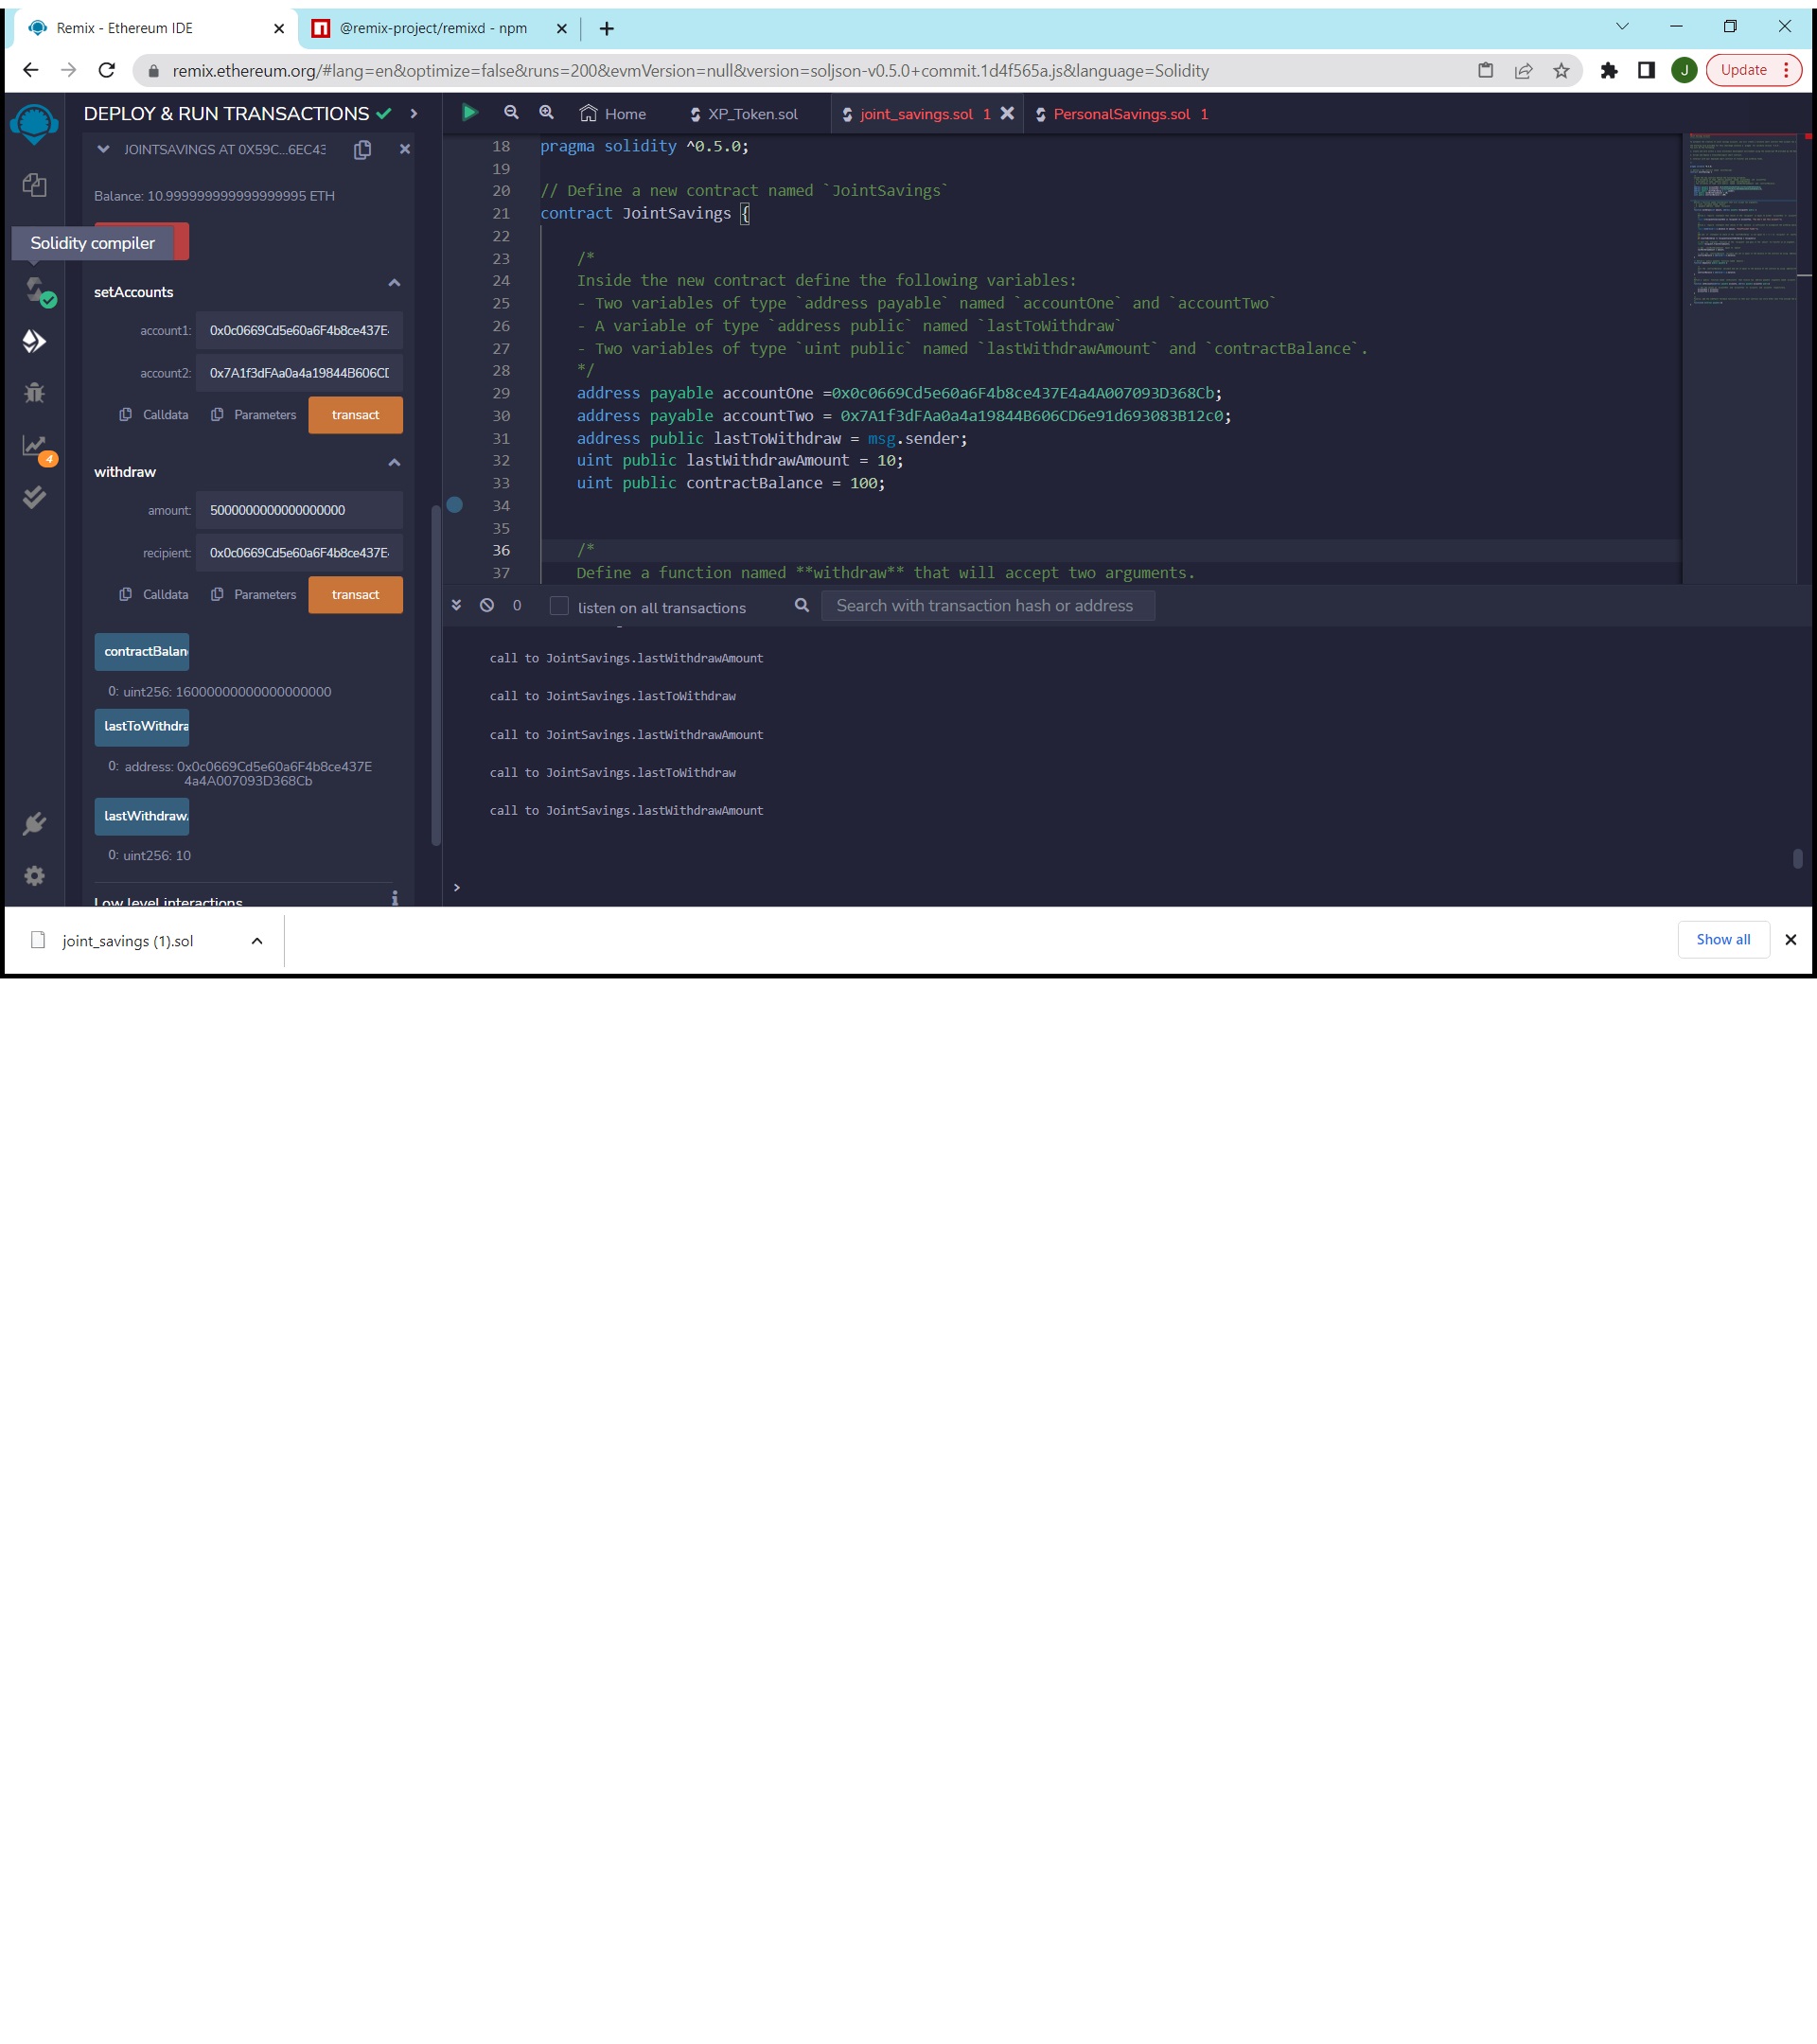 Remix - Ethereum IDE
@remix-project/remixd - npm
remix.ethereum.org/#lang=en&optimize=false&runs=200&evmVersion=null&version=soljson-v0.5.0+commit.1d4f565a.js&language=Solidity
J
Update
DEPLOY & RUN TRANSACTIONS
JOINTSAVINGS AT 0X59C...6EC43
Balance: 10.999999999999999995 ETH
Solidity compiler
setAccounts
account1: 0x0c0669Cd5e60a6F4b8ce437E
account2: 0x7A1f3dFAa0a4a19844B606CD
Calldata Parameters transact
4
withdraw
amount: 5000000000000000000
recipient: 0x0c0669Cd5e60a6F4b8ce437E
Calldata Parameters transact
contractBalan
0: uint256: 16000000000000000000
lastToWithdra
0: address: 0x0c0669Cd5e60a6F4b8ce437E
4a4A007093D368Cb
lastWithdraw
0: uint256: 10
Low level interactions
i
Home XP_Token.sol joint_savings.sol 1 PersonalSavings.sol 1
18 pragma solidity ^0.5.0;
19
20 // Define a new contract named `JointSavings`
21 contract JointSavings {
22
23 /*
24 Inside the new contract define the following variables:
25 - Two variables of type `address payable` named `accountOne` and `accountTwo`
26 - A variable of type `address public` named `lastToWithdraw`
27 - Two variables of type `uint public` named `lastWithdrawAmount` and `contractBalance`.
28 */
29 address payable accountOne =0x0c0669Cd5e60a6F4b8ce437E4a4A007093D368Cb;
30 address payable accountTwo = 0x7A1f3dFAa0a4a19844B606CD6e91d693083B12c0;
31 address public lastToWithdraw = msg.sender;
32 uint public lastWithdrawAmount = 10;
33 uint public contractBalance = 100;
34
35
36 /*
37 Define a function named **withdraw** that will accept two arguments.
0 listen on all transactions Search with transaction hash or address
call to JointSavings.lastWithdrawAmount
call to JointSavings.lastToWithdraw
call to JointSavings.lastWithdrawAmount
call to JointSavings.lastToWithdraw
call to JointSavings.lastWithdrawAmount
>
joint_savings (1).sol
Show all